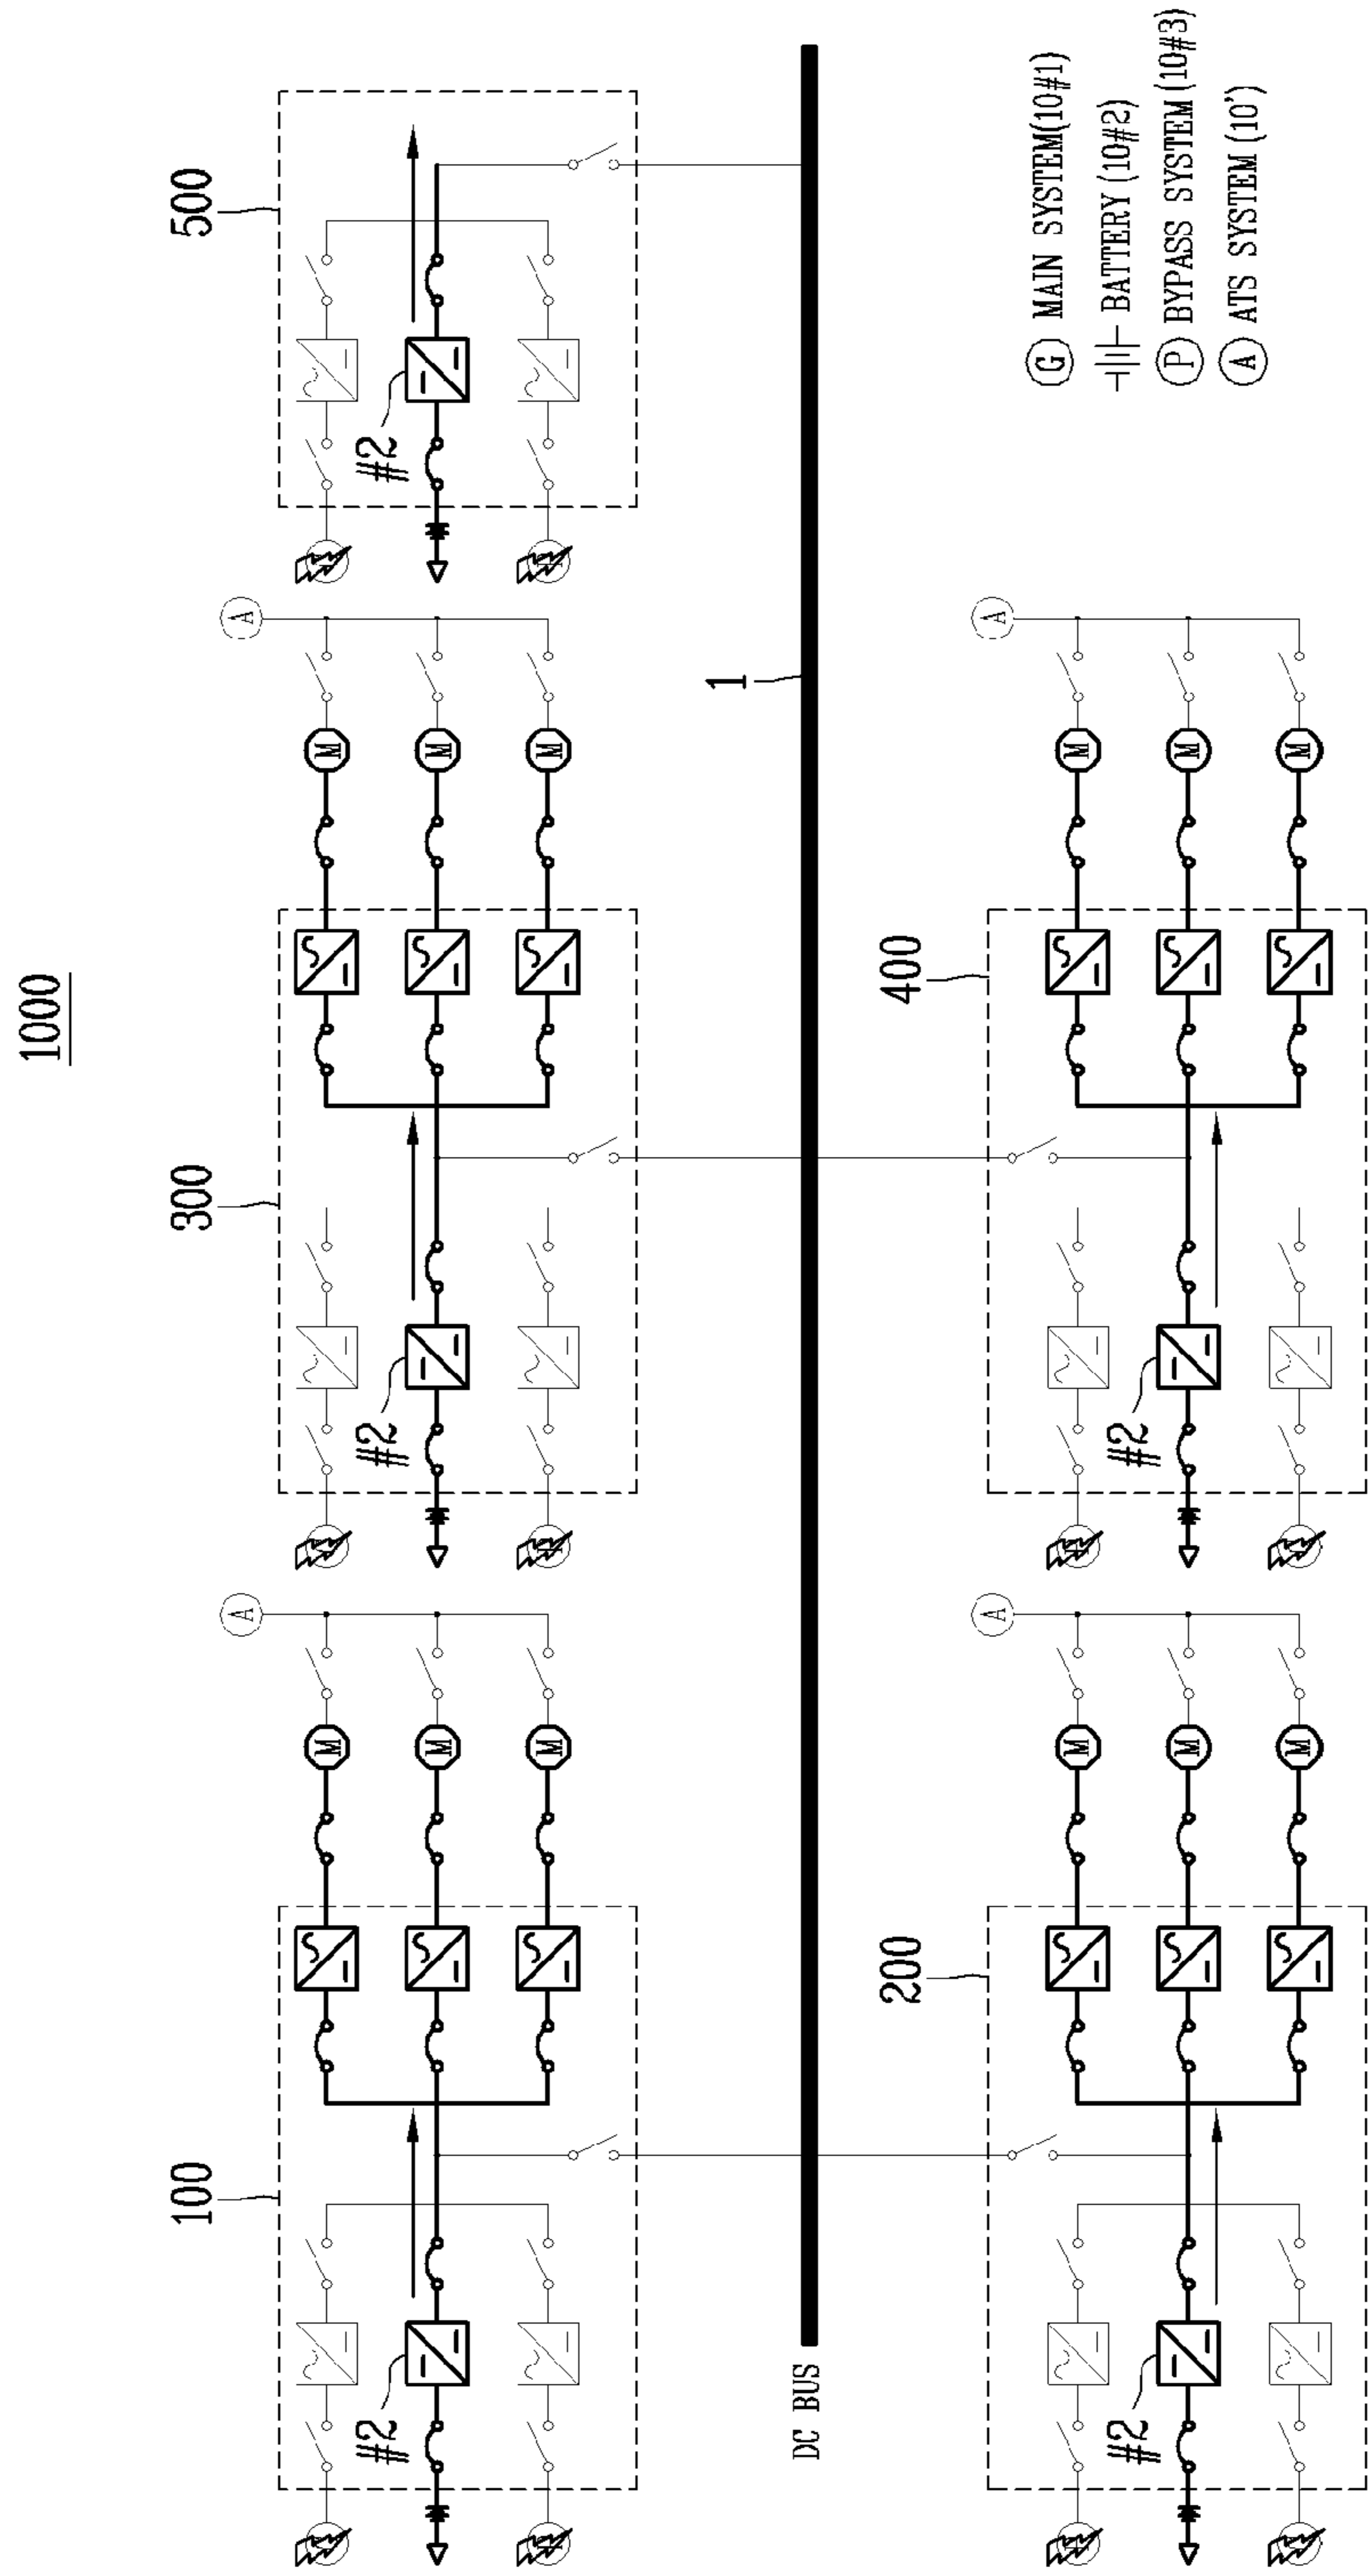 1000
500
#2
A
A
300
#2
M
M
M
1
M
M
M
400
#2
A
A
100
#2
M
M
M
M
M
M
200
#2
DC BUS
G MAIN SYSTEM(10#1)
BATTERY(10#2)
P BYPASS SYSTEM(10#3)
A ATS SYSTEM(10')